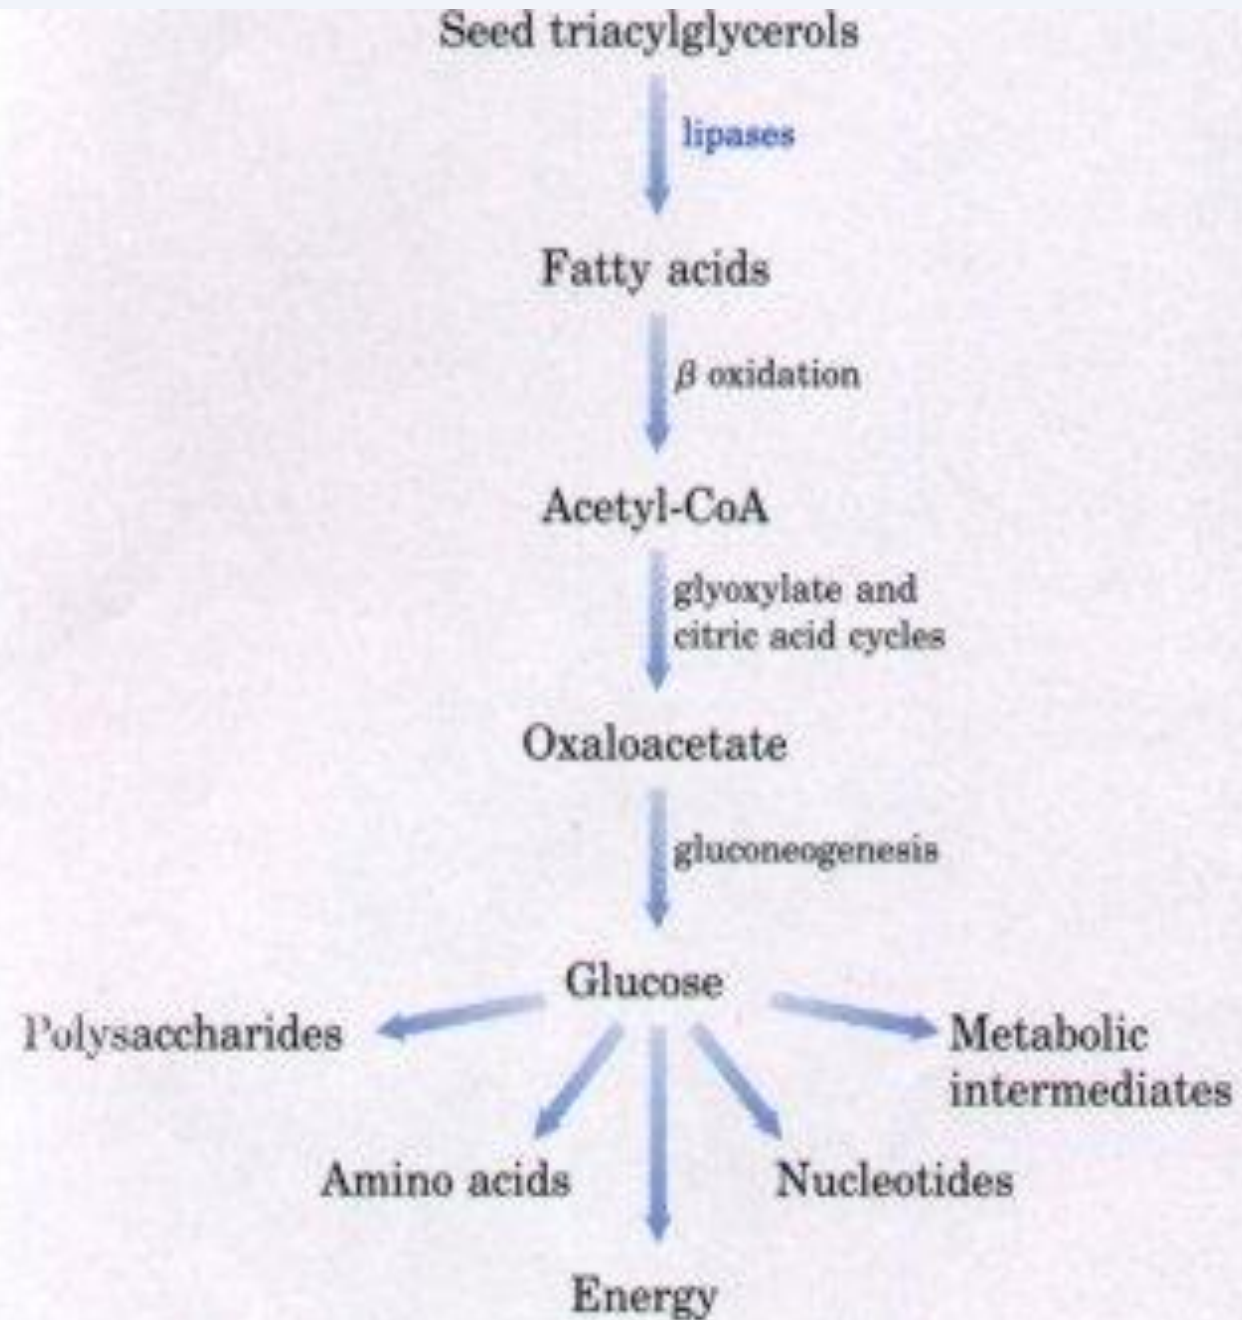 Seed triacylglycerols
lipases
Fatty acids
β oxidation
Acetyl-CoA
glyoxylate and
citric acid cycles
Oxaloacetate
gluconeogenesis
Glucose
Polysaccharides
Metabolic
intermediates
Amino acids
Nucleotides
Energy